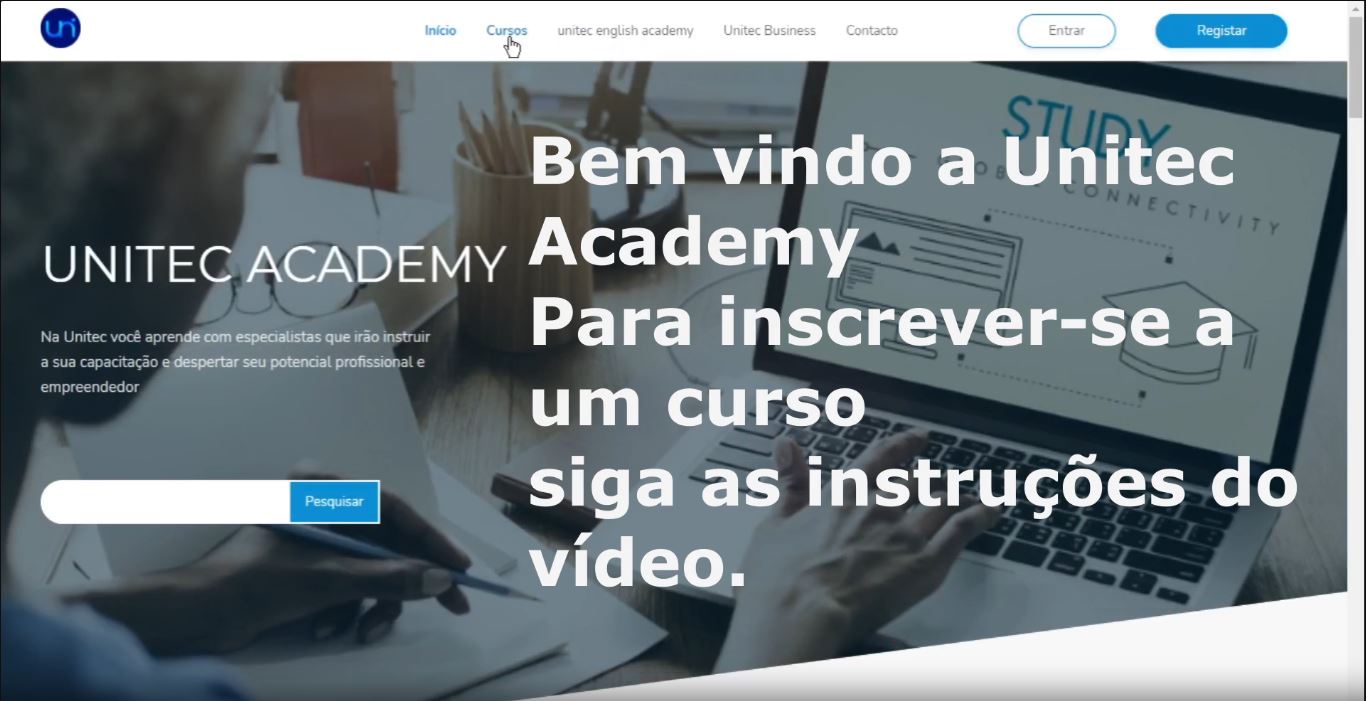 un
Início Cursos unitec english academy Unitec Business Contacto Entrar Registar
STUDY
CONNECTIVITY
UNITEC ACADEMY
Na Unitec você aprende com especialistas que irão instruir
a sua capacitação e despertar seu potencial profissional e
empreendedor
Pesquisar
Bem vindo a Unitec
Academy
Para inscrever-se a
um curso
siga as instruções do
vídeo.